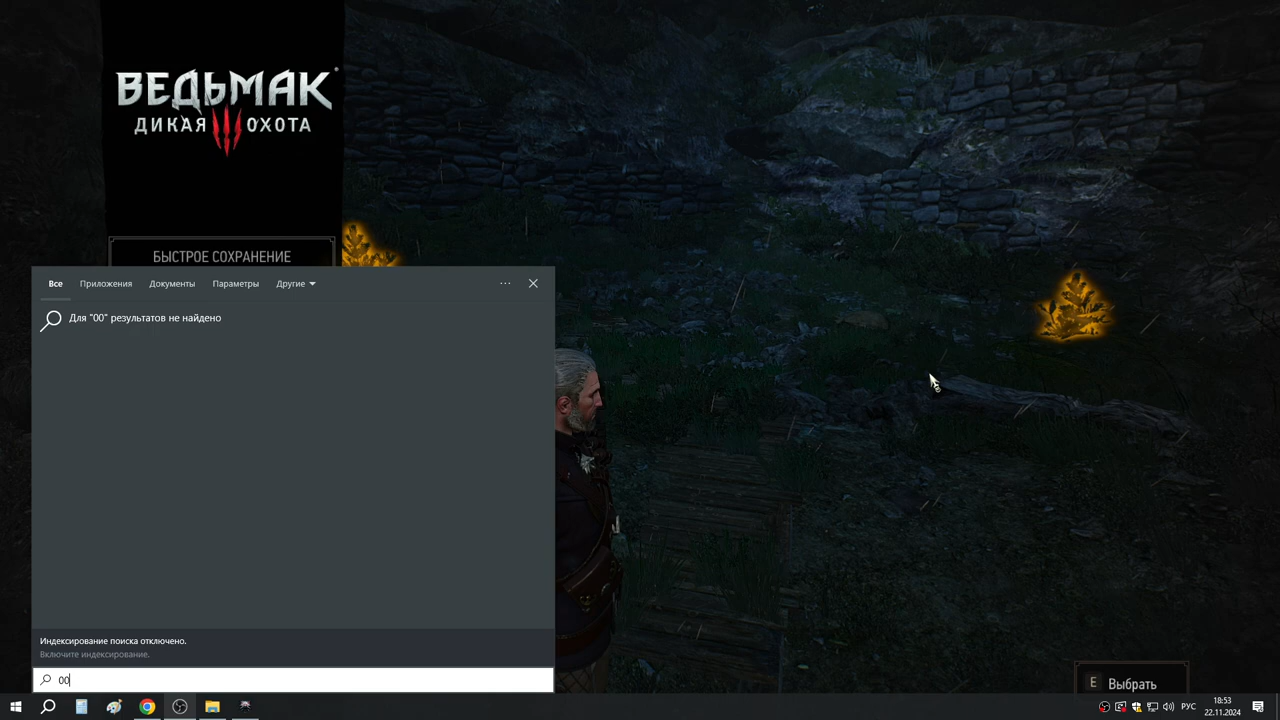 ВЕДЬМАК
ДИКАЯ ОХОТА
БЫСТРОЕ СОХРАНЕНИЕ
Все Приложения Документы Параметры Другие
Для "00" результатов не найдено
Индексирование поиска отключено.
Включите индексирование.
00
E Выбрать
РУС
18:53
22.11.2024